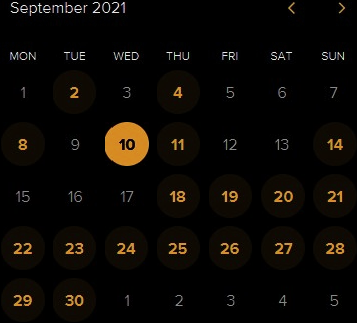 September 2021
MON TUE WED THU FRI SAT SUN
1 2 3 4 5 6 7
8 9 10 11 12 13 14
15 16 17 18 19 20 21
22 23 24 25 26 27 28
29 30 1 2 3 4 5